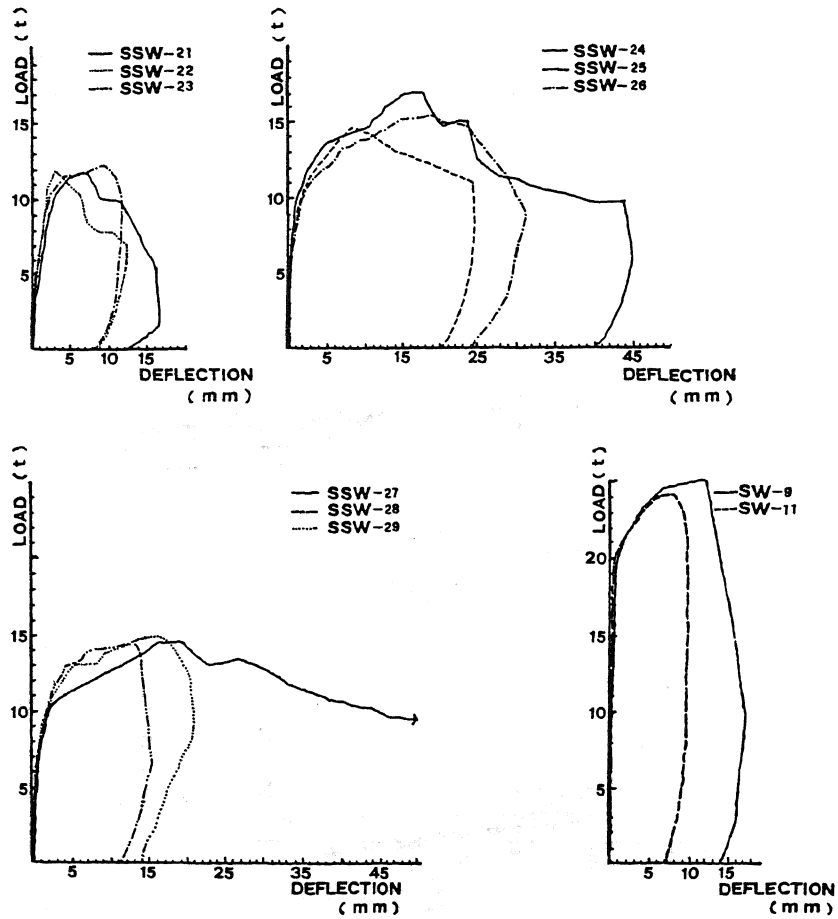 LOAD (t)
SSW-21
SSW-22
SSW-23
15
10
5
5 10 15
DEFLECTION
(mm)
LOAD (t)
SSW-24
SSW-25
SSW-26
15
10
5
5 15 25 35 45
DEFLECTION
(mm)
LOAD (t)
SSW-27
SSW-28
SSW-29
20
15
10
5
5 15 25 35 45
DEFLECTION
(mm)
LOAD (t)
SW-9
SW-11
20
15
10
5
5 10 15
DEFLECTION
(mm)